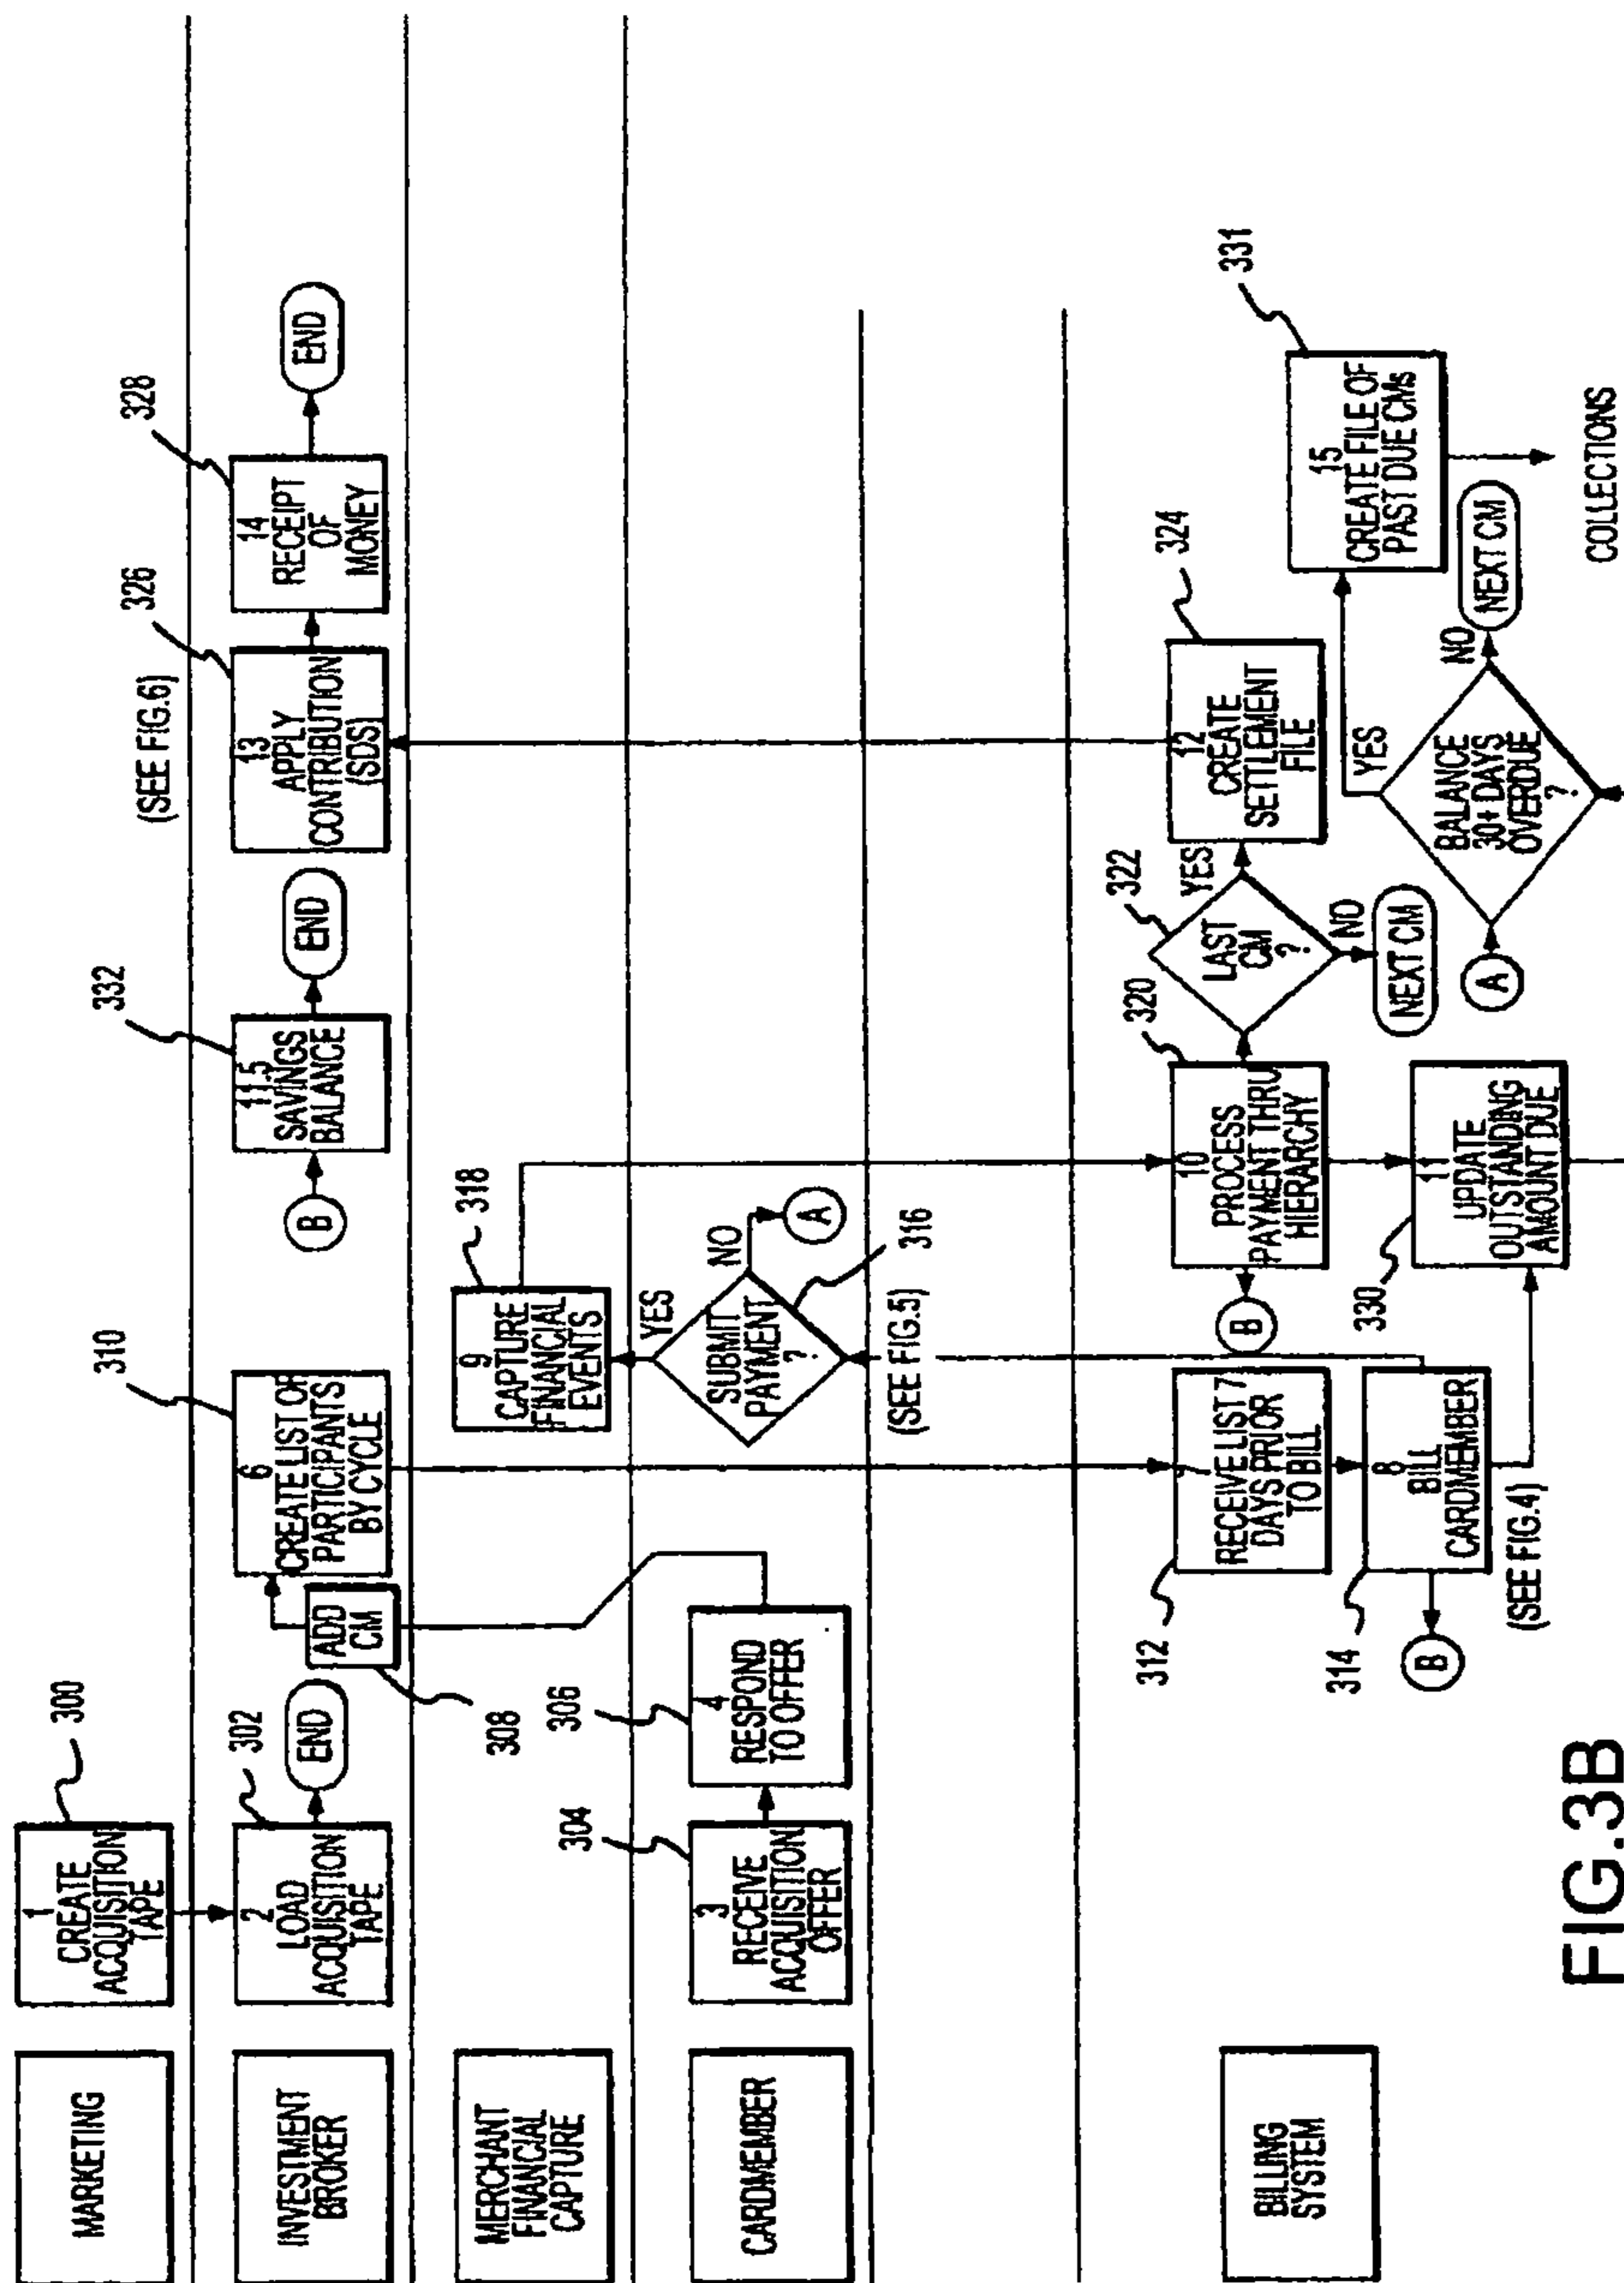 MARKETING
1
CREATE
ACQUISITION
TAPE
300
INVESTMENT
BROKER
2
LOAD
ACQUISITION
TAPE
302
END
ADD
CM
308
6
CREATE LIST OF
PARTICIPANTS
BY CYCLE
310
B
11.5
SAVINGS
BALANCE
332
END
(SEE FIG.6)
13
APPLY
CONTRIBUTION
(SDS)
326
14
RECEIPT
OF
MONEY
328
END
MERCHANT
FINANCIAL
CAPTURE
9
CAPTURE
FINANCIAL
EVENTS
318
CARDMEMBER
3
RECEIVE
ACQUISITION
OFFER
304
4
RESPOND
TO OFFER
306
YES
SUBMIT
PAYMENT
?
NO
A
316
(SEE FIG.5)
BILLING
SYSTEM
312
RECEIVE LIST 7
DAYS PRIOR
TO BILL
314
8
BILL
CARDMEMBER
B
(SEE FIG.4)
B
10
PROCESS
PAYMENT THRU
HIERARCHY
320
330
11
UPDATE
OUTSTANDING
AMOUNT DUE
LAST
CM
?
322
YES
NO
NEXT CM
12
CREATE
SETTLEMENT
FILE
324
A
BALANCE
30+ DAYS
OVERDUE
?
YES
NO
NEXT CM
15
CREATE FILE OF
PAST DUE CMs
331
COLLECTIONS
FIG.3B